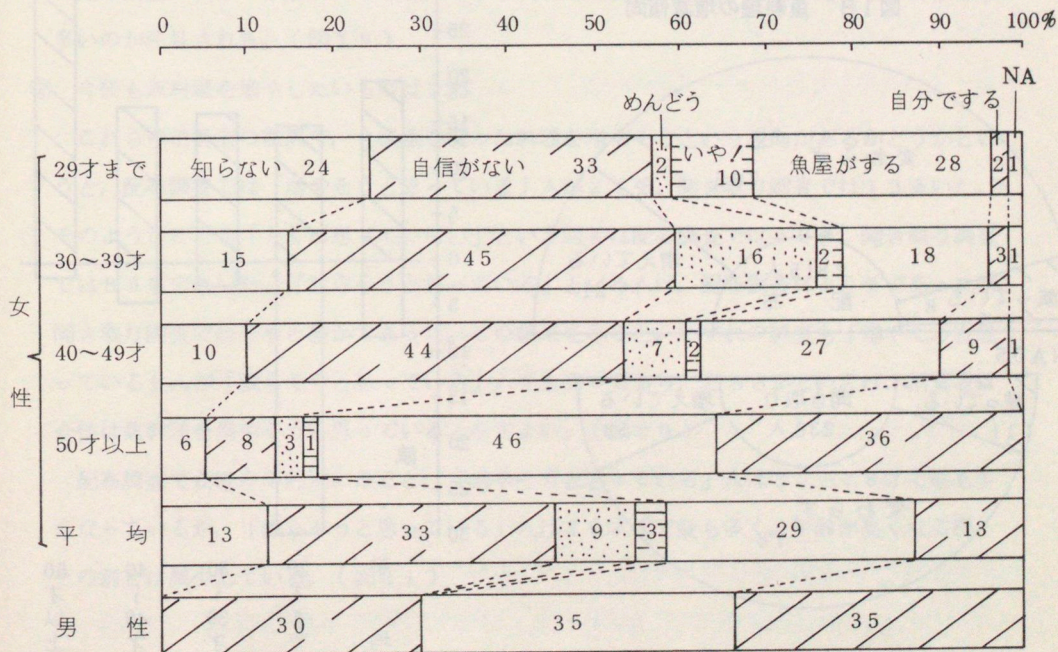 0 10 20 30 40 50 60 70 80 90 100%
NA
めんどう 自分でする
29才まで 知らない 24 自信がない 33 2 いや! 10 魚屋がする 28 2 1
30〜39才 15 45 16 2 18 3 1
40〜49才 10 44 7 2 27 9 1
50才以上 6 8 3 1 46 36
平均 13 33 9 3 29 13
男性 30 35 35
女性